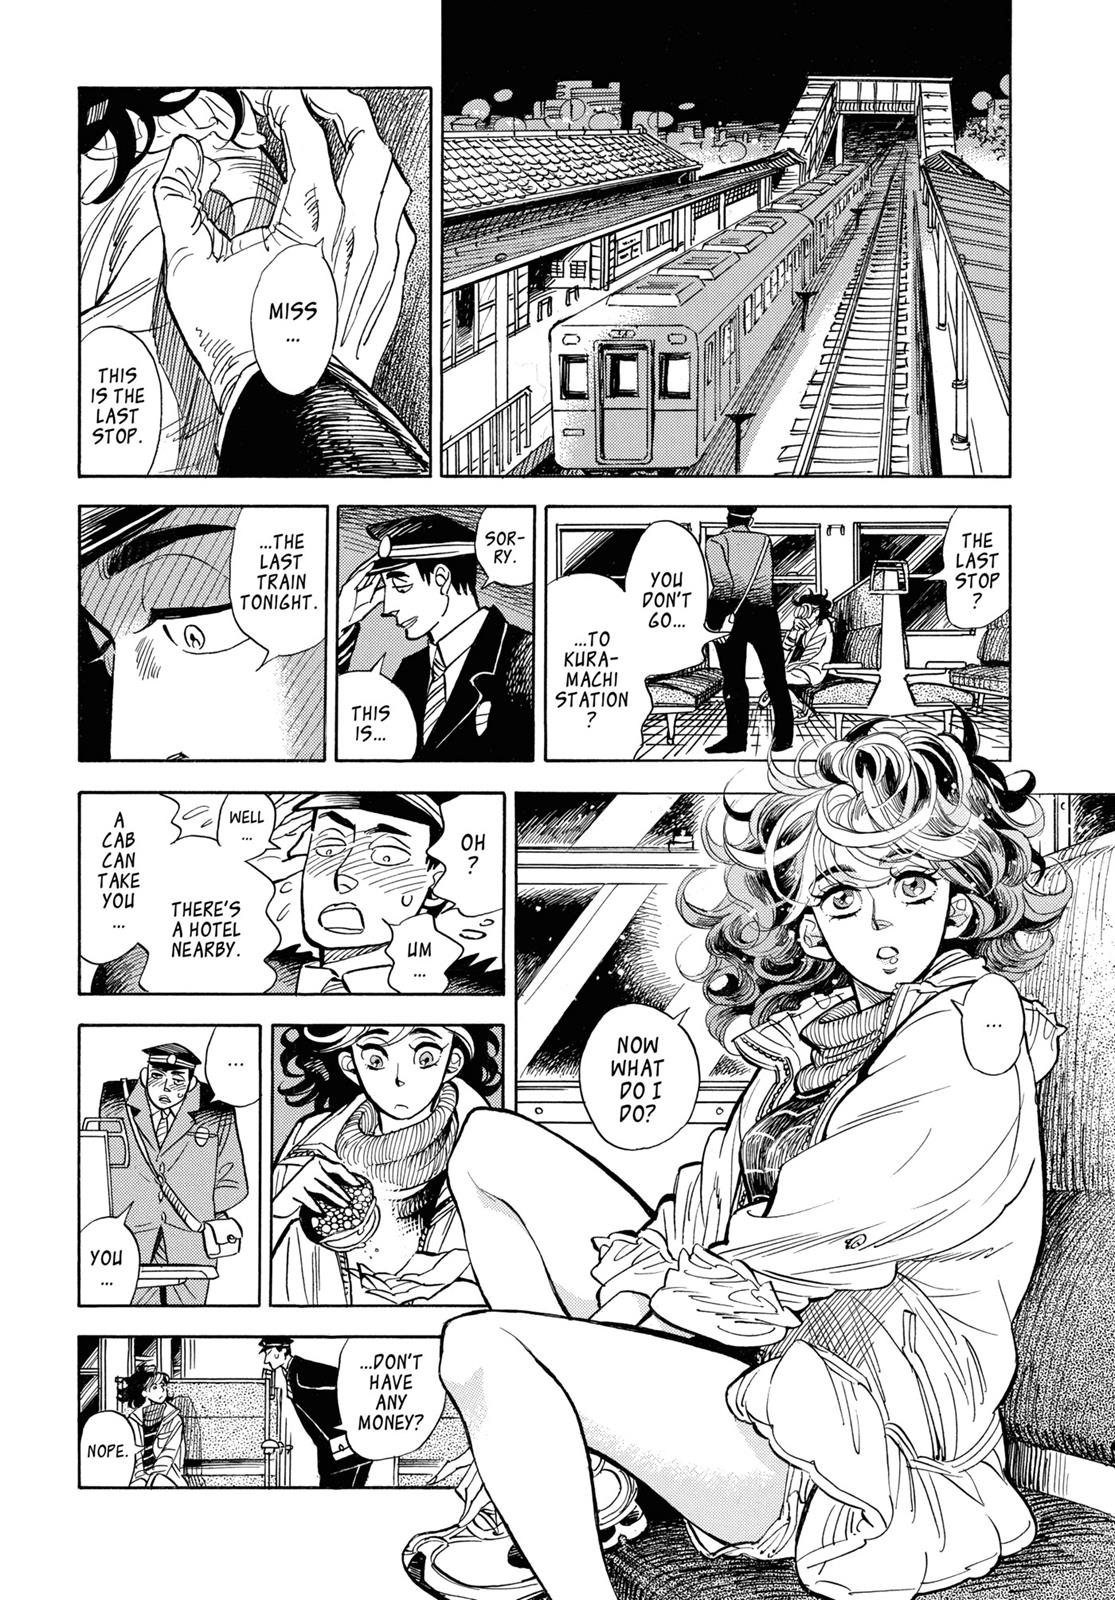 MISS
...
THIS
IS THE
LAST
STOP.
THE
LAST
STOP
?
YOU
DON'T
GO...
...TO
KURA-
MACHI
STATION
?
SOR-
RY.
THIS
IS...
...THE
LAST
TRAIN
TONIGHT.
...
NOW
WHAT
DO I
DO?
OH
?
UM
...
WELL
...
THERE'S
A HOTEL
NEARBY.
A
CAB
CAN
TAKE
YOU
...
...
YOU
...
...DON'T
HAVE
ANY
MONEY?
NOPE.